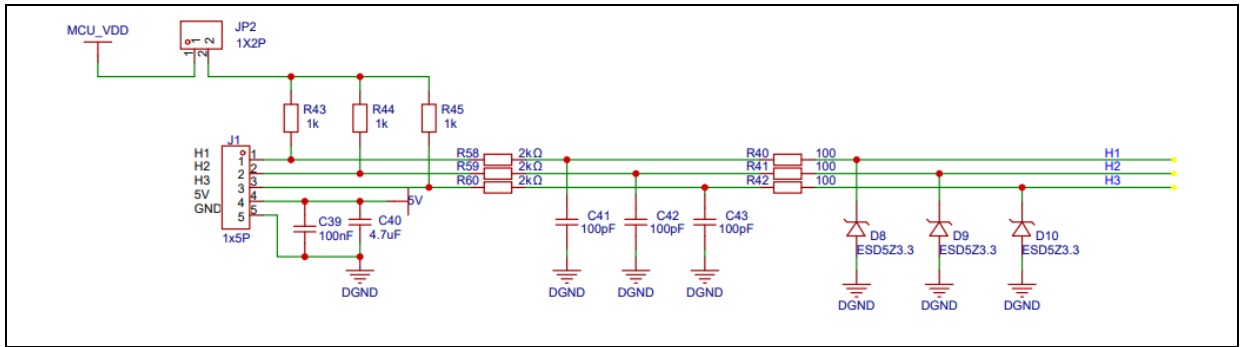 MCU_VDD
JP2
1X2P
1 2
1 2
R43
1k
R44
1k
R45
1k
J1
H1
H2
H3
5V
GND
1 1
2 2
3 3
4 4
5 5
1x5P
R58 2kΩ
R59 2kΩ
R60 2kΩ
R40 100
R41 100
R42 100
H1
H2
H3
5V
C39
100nF
C40
4.7uF
C41
100pF
C42
100pF
C43
100pF
D8
ESD5Z3.3
D9
ESD5Z3.3
D10
ESD5Z3.3
DGND
DGND
DGND
DGND
DGND
DGND
DGND